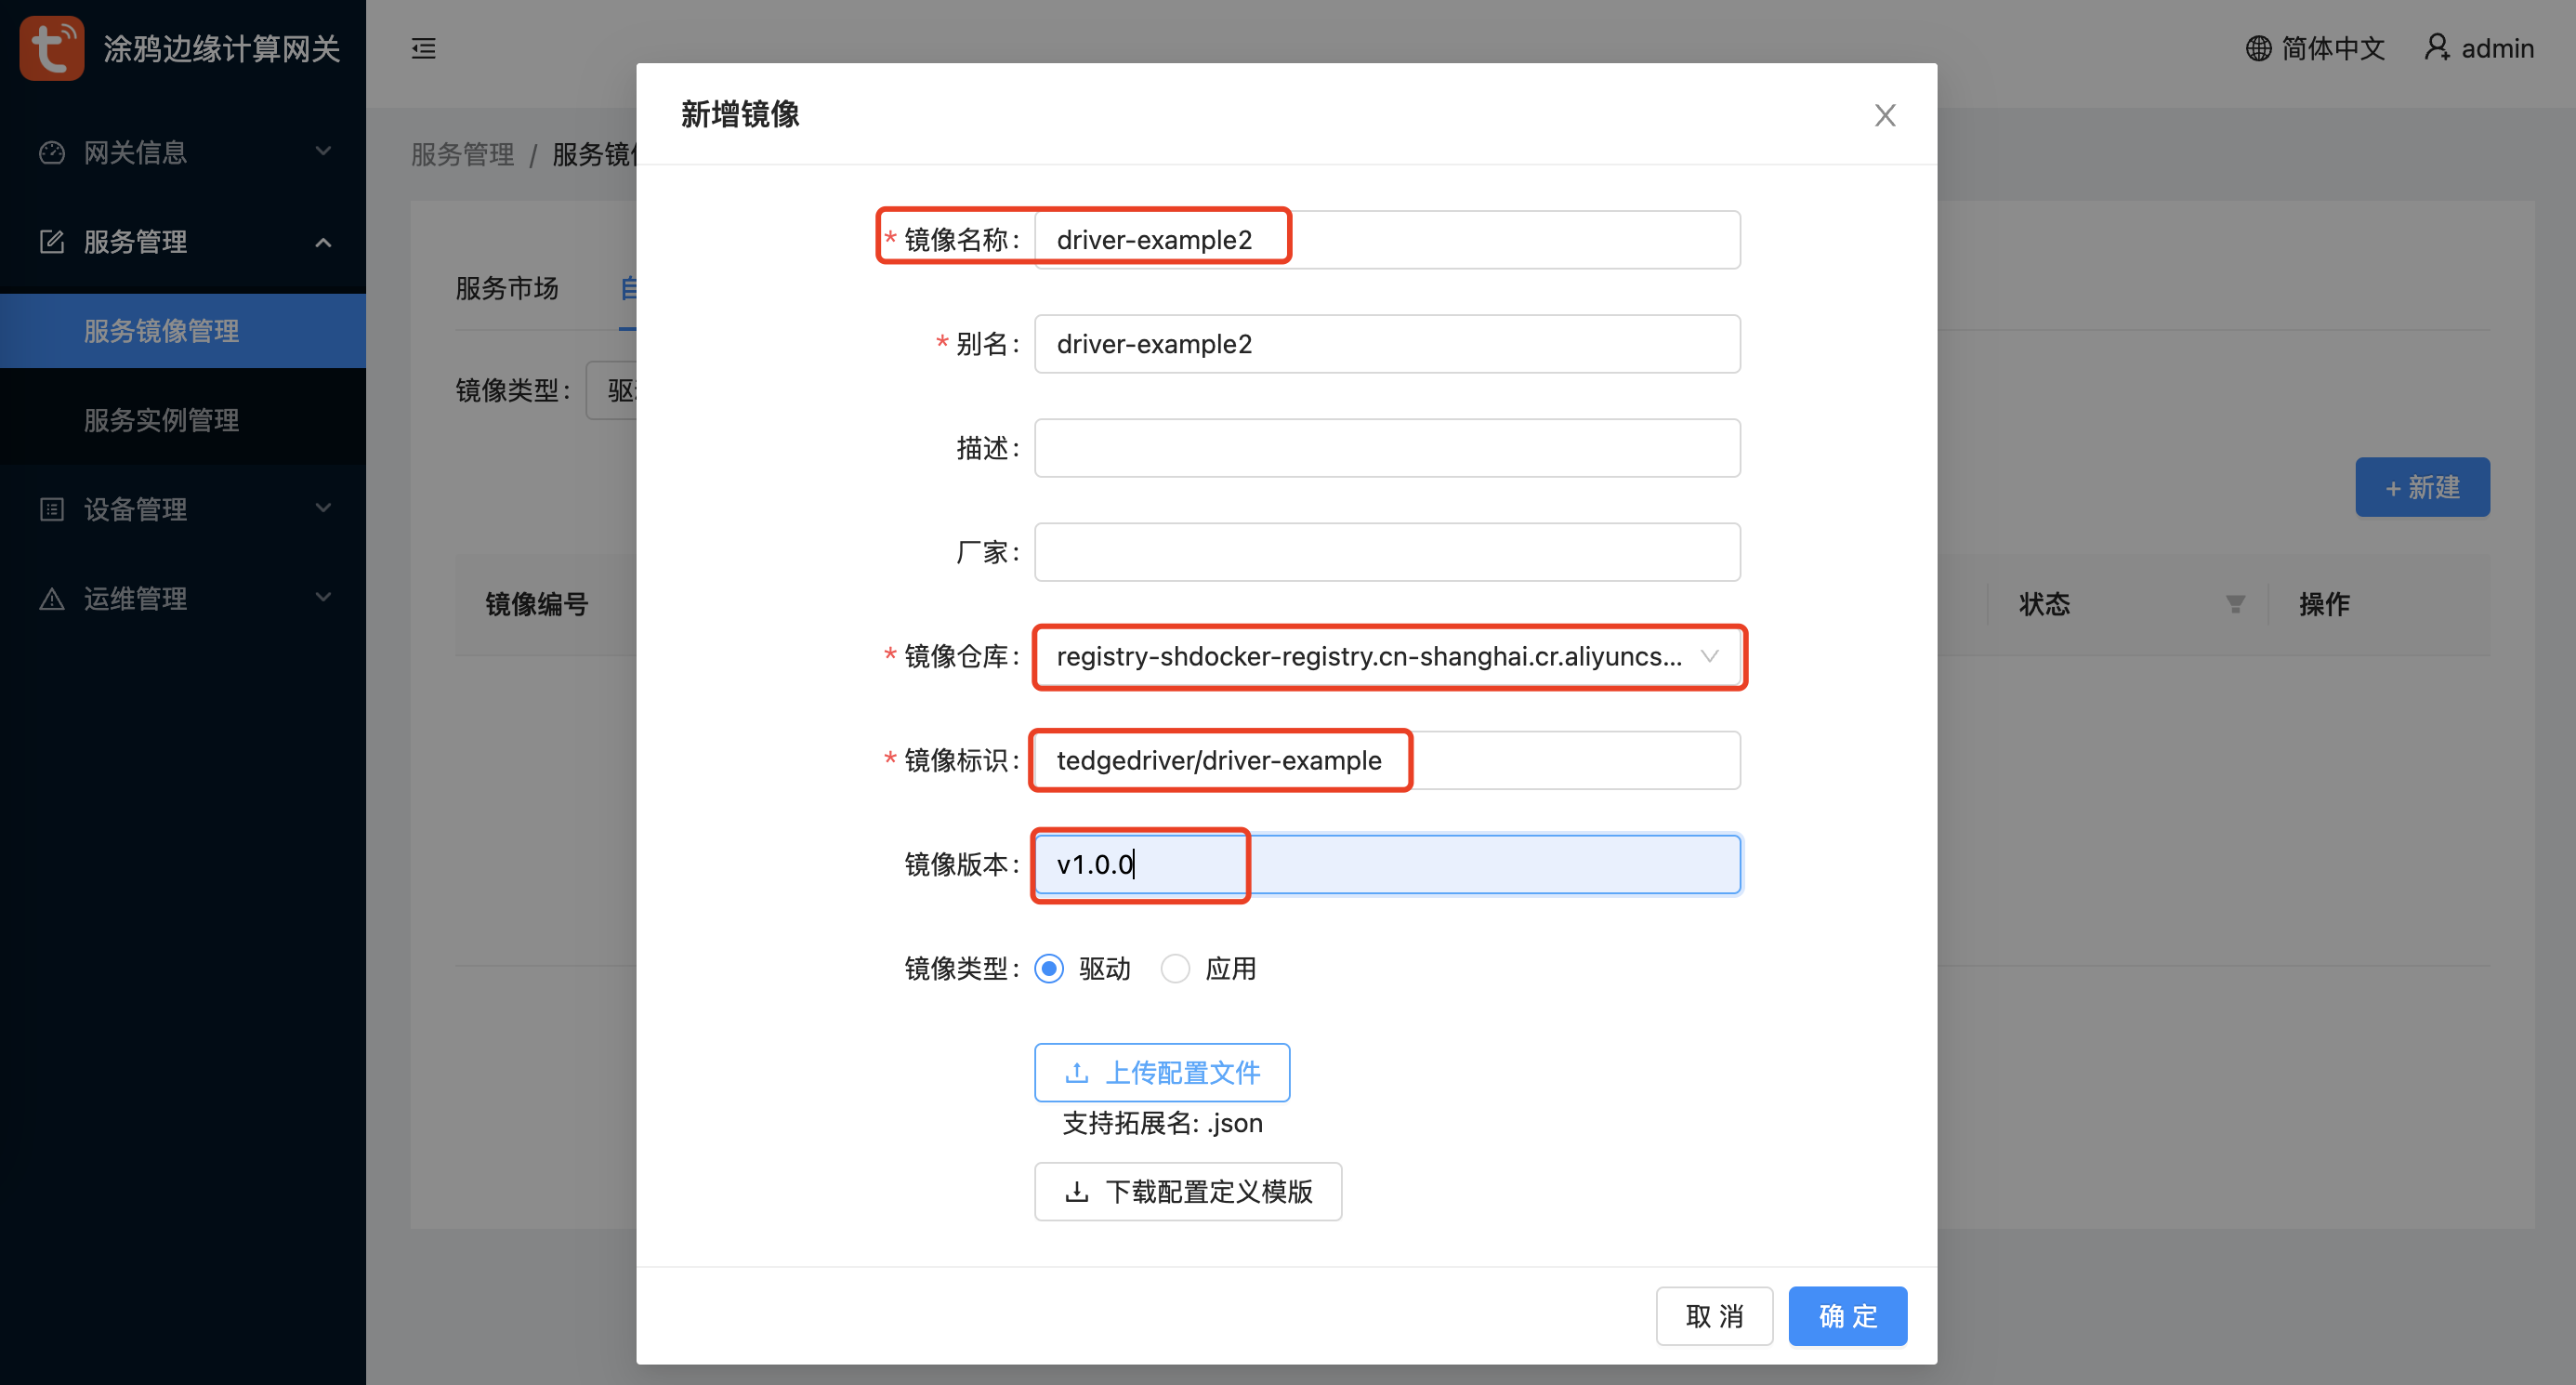 涂鸦边缘计算网关
简体中文 admin
网关信息
服务管理
服务镜像管理
服务实例管理
设备管理
运维管理
服务管理 / 服务镜
服务市场
镜像类型：
镜像编号
+ 新建
状态 操作
新增镜像
* 镜像名称： driver-example2
* 别名： driver-example2
描述：
厂家：
* 镜像仓库： registry-shdocker-registry.cn-shanghai.cr.aliyuncs...
* 镜像标识： tedgedriver/driver-example
镜像版本： v1.0.0
镜像类型： 驱动 应用
上传配置文件
支持拓展名: .json
下载配置定义模版
取 消 确 定